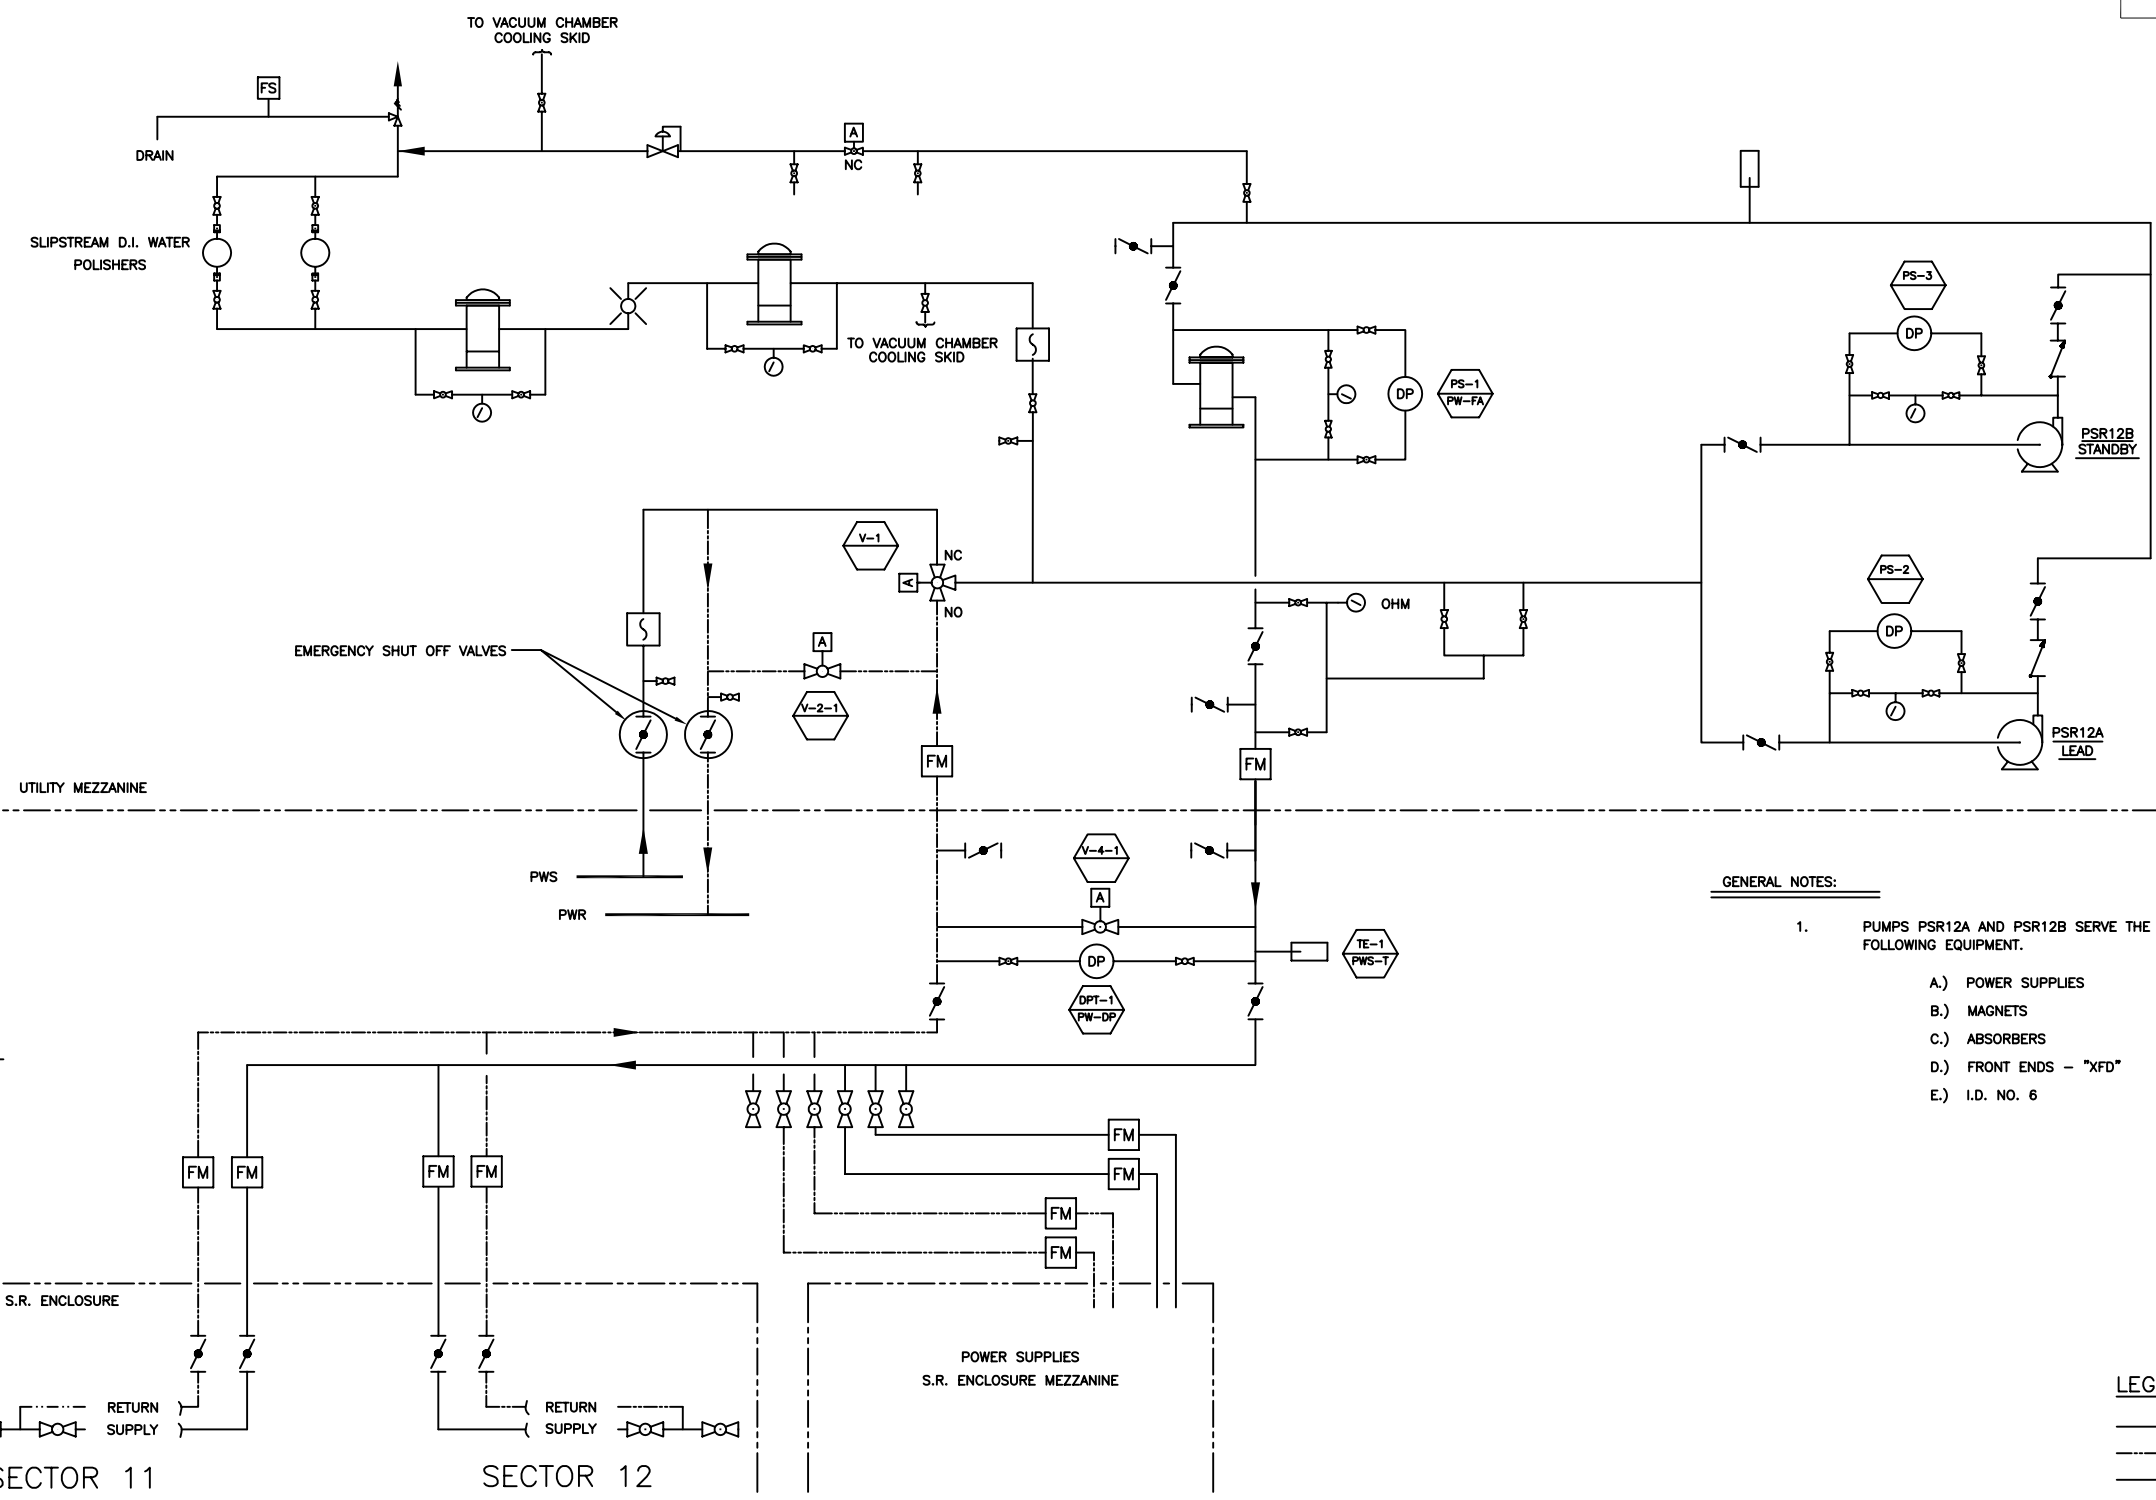 TO VACUUM CHAMBER
COOLING SKID
FS
DRAIN
A
NC
SLIPSTREAM D.I. WATER
POLISHERS
TO VACUUM CHAMBER
COOLING SKID
PS-3
DP
DP
PS-1
PW-FA
PSR12B
STANDBY
V-1
NC
A
NO
OHM
PS-2
DP
EMERGENCY SHUT OFF VALVES
A
V-2-1
PSR12A
LEAD
FM
FM
UTILITY MEZZANINE
V-4-1
A
PWS
PWR
DP
DPT-1
PW-DP
TE-1
PWS-T
GENERAL NOTES:
1. PUMPS PSR12A AND PSR12B SERVE THE
FOLLOWING EQUIPMENT.
A.) POWER SUPPLIES
B.) MAGNETS
C.) ABSORBERS
D.) FRONT ENDS - "XFD"
E.) I.D. NO. 6
FM
FM
FM
FM
FM
FM
FM
FM
S.R. ENCLOSURE
POWER SUPPLIES
S.R. ENCLOSURE MEZZANINE
RETURN
SUPPLY
RETURN
SUPPLY
SECTOR 11
SECTOR 12
LEG